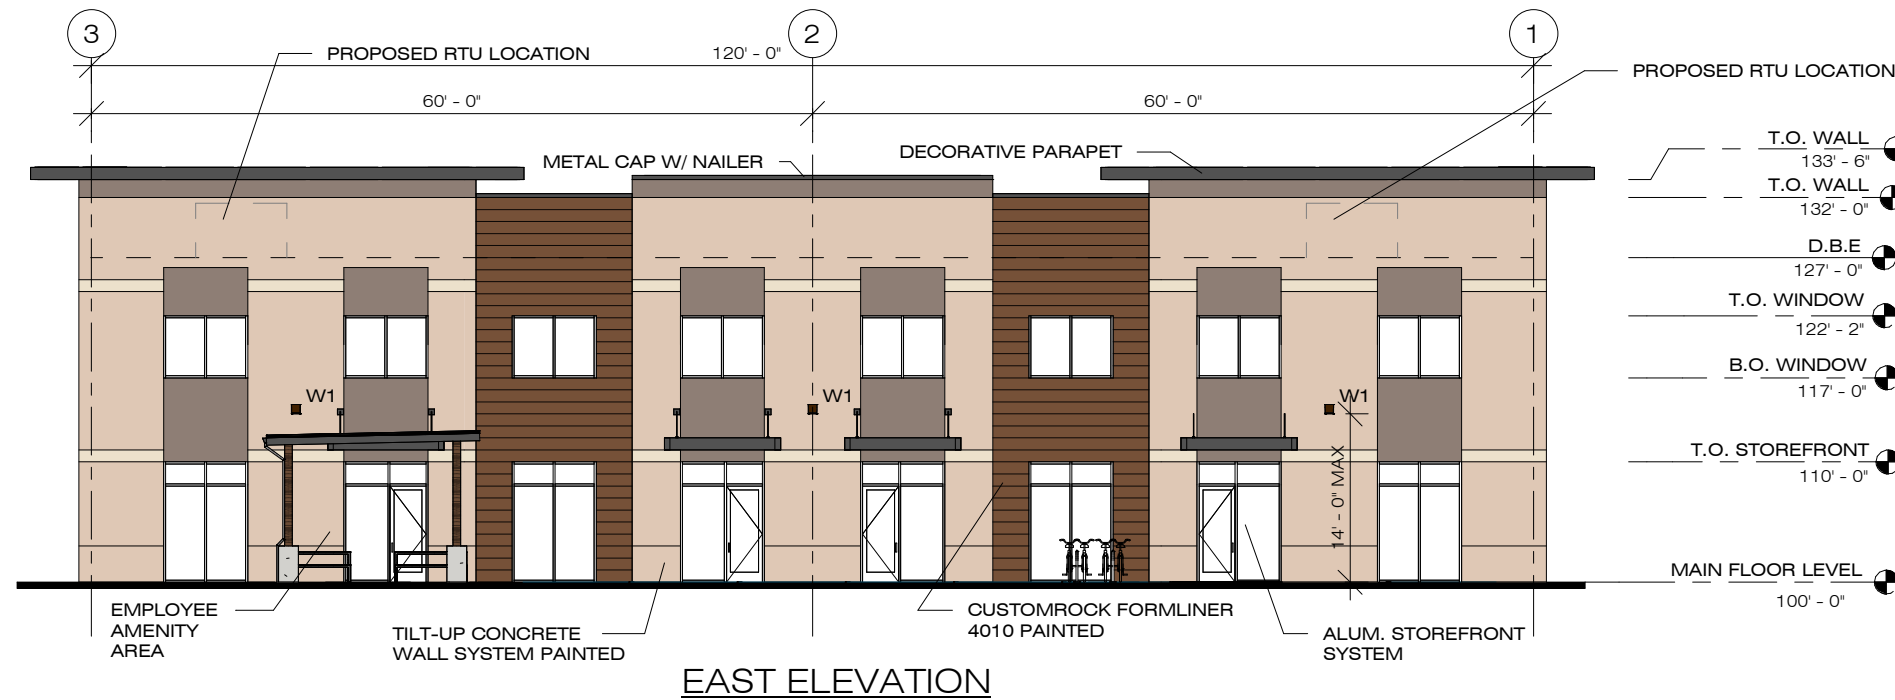 3
2
1
PROPOSED RTU LOCATION
120' - 0"
PROPOSED RTU LOCATION
60' - 0"
60' - 0"
METAL CAP W/ NAILER
DECORATIVE PARAPET
T.O. WALL
133' - 6"
T.O. WALL
132' - 0"
D.B.E
127' - 0"
T.O. WINDOW
122' - 2"
B.O. WINDOW
117' - 0"
W1
W1
W1
T.O. STOREFRONT
110' - 0"
14' - 0" MAX
MAIN FLOOR LEVEL
100' - 0"
EMPLOYEE
AMENITY
AREA
TILT-UP CONCRETE
WALL SYSTEM PAINTED
CUSTOMROCK FORMLINER
4010 PAINTED
ALUM. STOREFRONT
SYSTEM
EAST ELEVATION